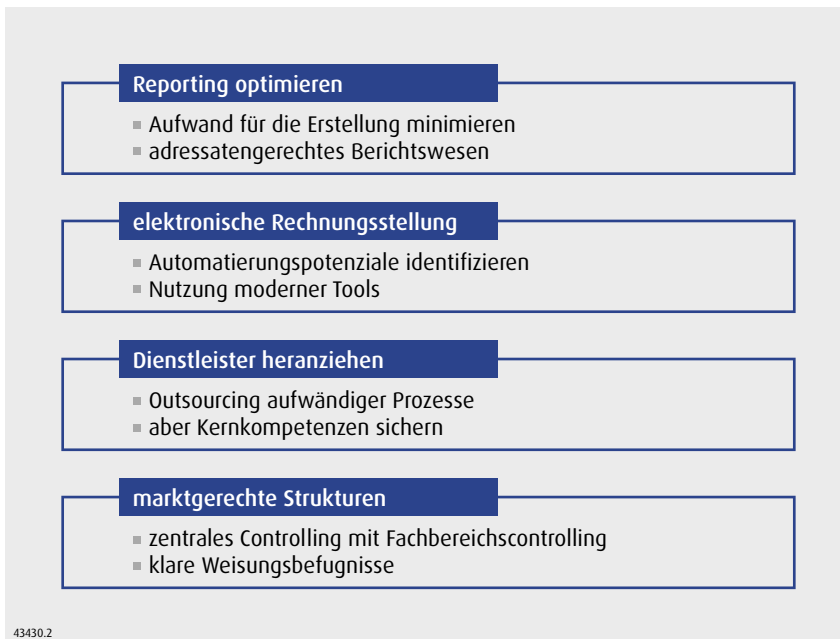 Reporting optimieren
Aufwand für die Erstellung minimieren
adressatengerechtes Berichtswesen
elektronische Rechnungsstellung
Automatierungspotenziale identifizieren
Nutzung moderner Tools
Dienstleister heranziehen
Outsourcing aufwändiger Prozesse
aber Kernkompetenzen sichern
marktgerechte Strukturen
zentrales Controlling mit Fachbereichscontrolling
klare Weisungsbefugnisse
43430.2